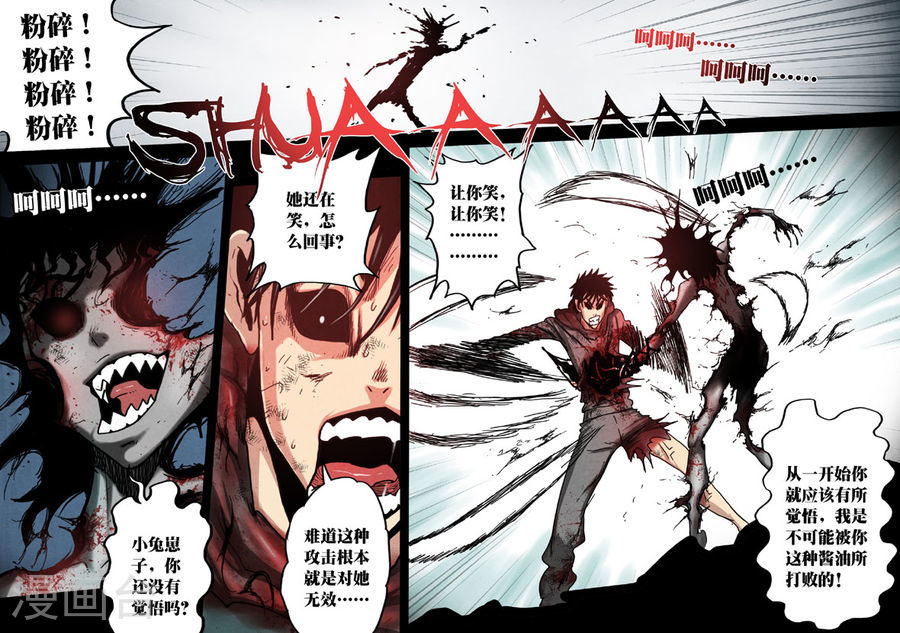 粉碎！
粉碎！
粉碎！
粉碎！
SHUAAAAAAA
呵呵呵……
呵呵呵……
呵呵呵……
她还在
笑，怎
么回事？
让你笑，
让你笑！
…………
…………
呵呵呵……
小兔崽
子，你
还没有
觉悟吗？
难道这种
攻击根本
就是对她
无效……
从一开始你
就应该有所
觉悟，我是
不可能被你
这种酱油所
打败的！
漫画台